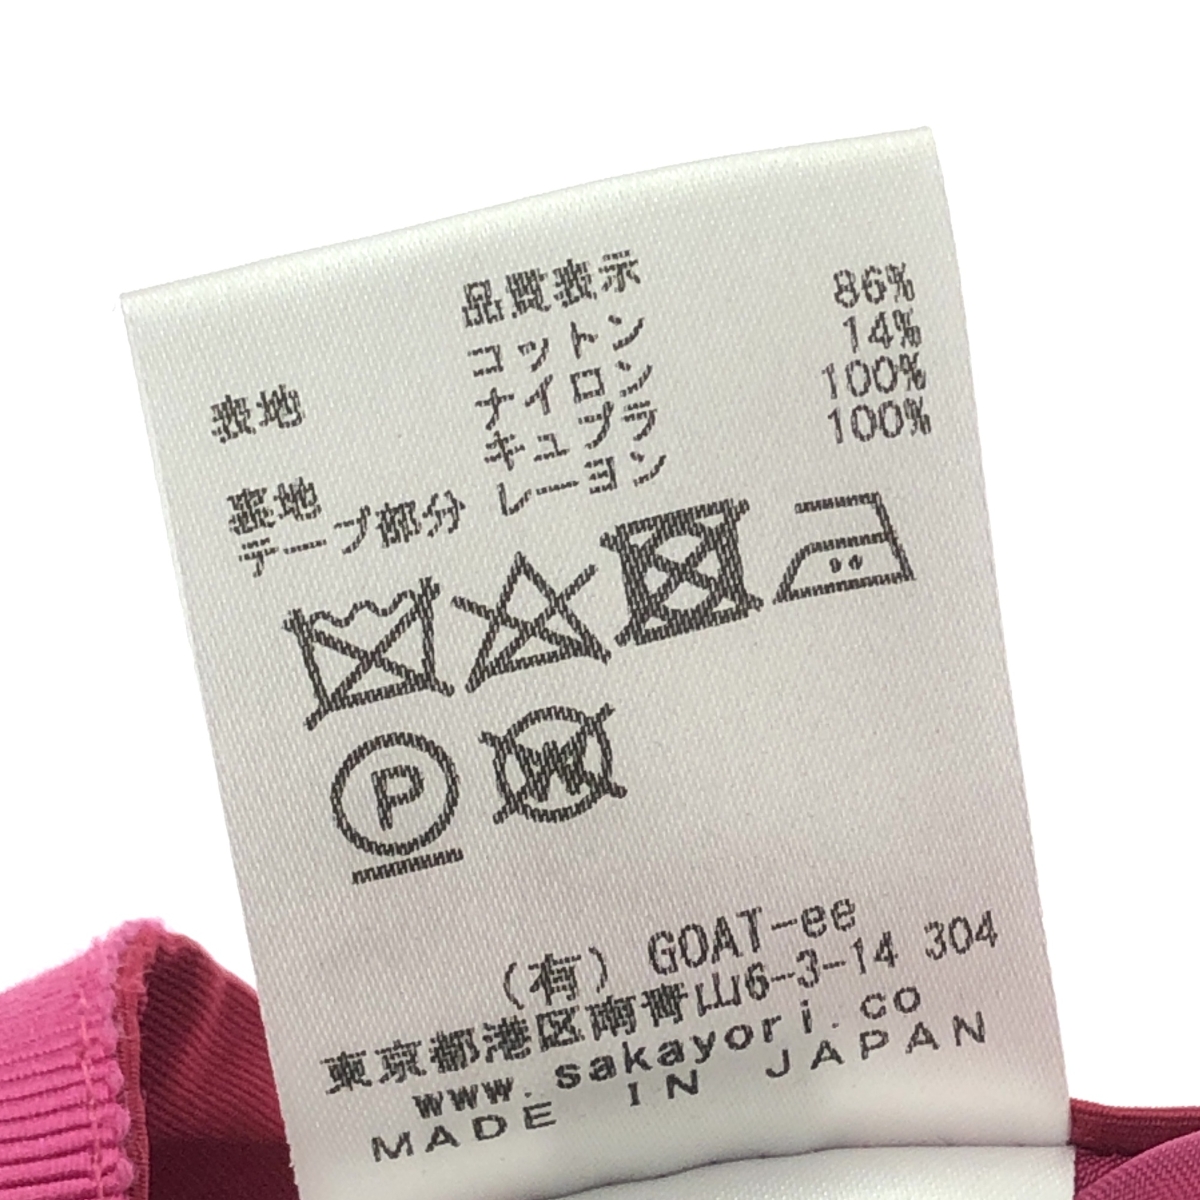 品質表示
表地 コットン 86%
ナイロン 14%
裏地 キュプラ 100%
テープ部分 レーヨン 100%
P
W
(有) GOAT-ee
東京都港区南青山6-3-14 304
www.sakayori.co
MADE IN JAPAN